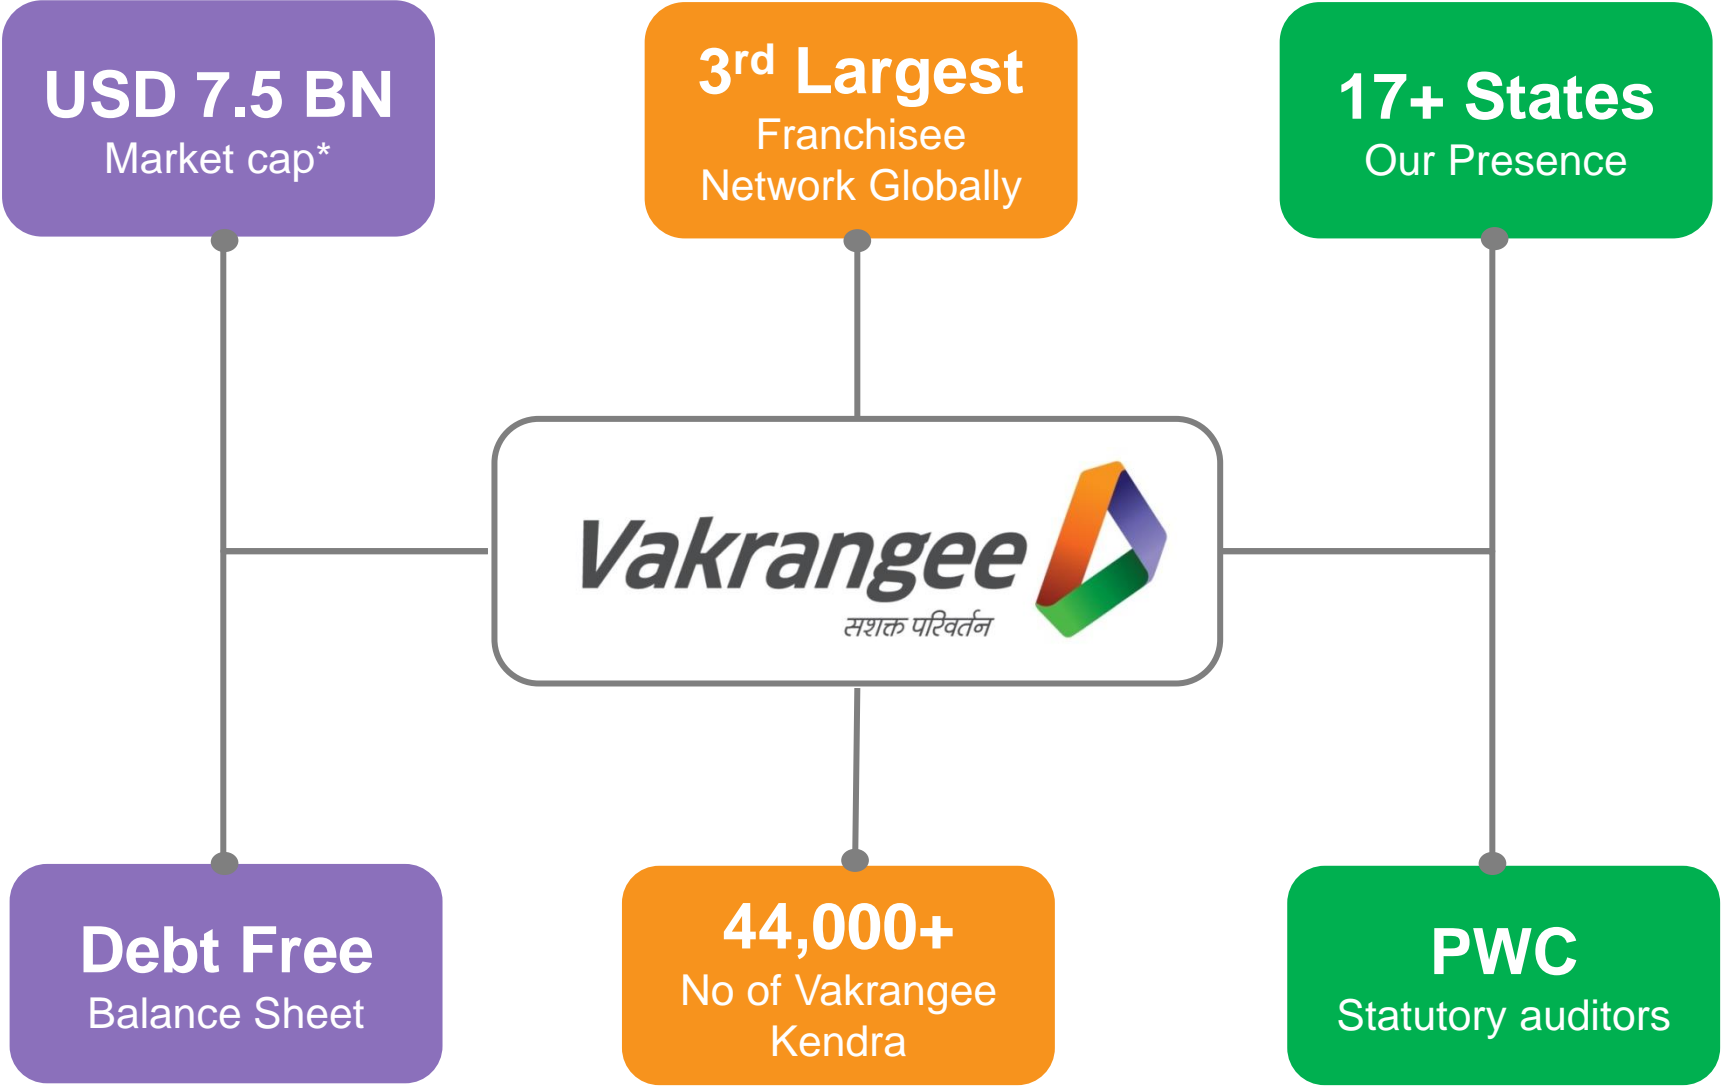 USD 7.5 BN
Market cap*
3rd Largest
Franchisee
Network Globally
17+ States
Our Presence
Vakrangee
सशक्त परिवर्तन
Debt Free
Balance Sheet
44,000+
No of Vakrangee
Kendra
PWC
Statutory auditors